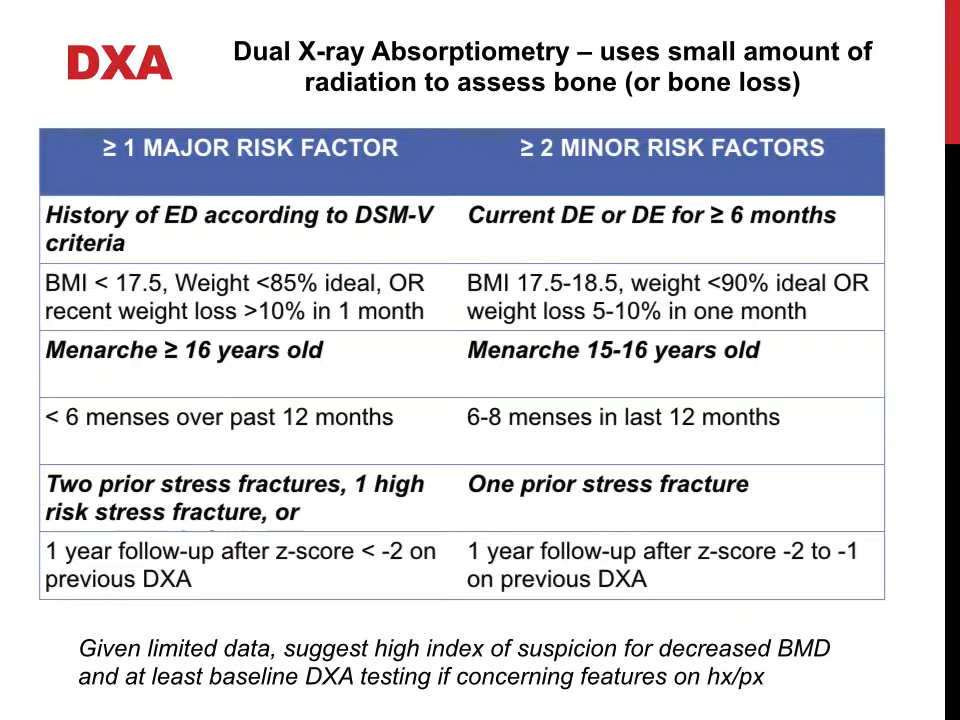 DXA
Dual X-ray Absorptiometry – uses small amount of
radiation to assess bone (or bone loss)
≥ 1 MAJOR RISK FACTOR
≥ 2 MINOR RISK FACTORS
History of ED according to DSM-V
criteria
Current DE or DE for ≥ 6 months
BMI < 17.5, Weight <85% ideal, OR
recent weight loss >10% in 1 month
BMI 17.5-18.5, weight <90% ideal OR
weight loss 5-10% in one month
Menarche ≥ 16 years old
Menarche 15-16 years old
< 6 menses over past 12 months
6-8 menses in last 12 months
Two prior stress fractures, 1 high
risk stress fracture, or
One prior stress fracture
1 year follow-up after z-score < -2 on
previous DXA
1 year follow-up after z-score -2 to -1
on previous DXA
Given limited data, suggest high index of suspicion for decreased BMD
and at least baseline DXA testing if concerning features on hx/px